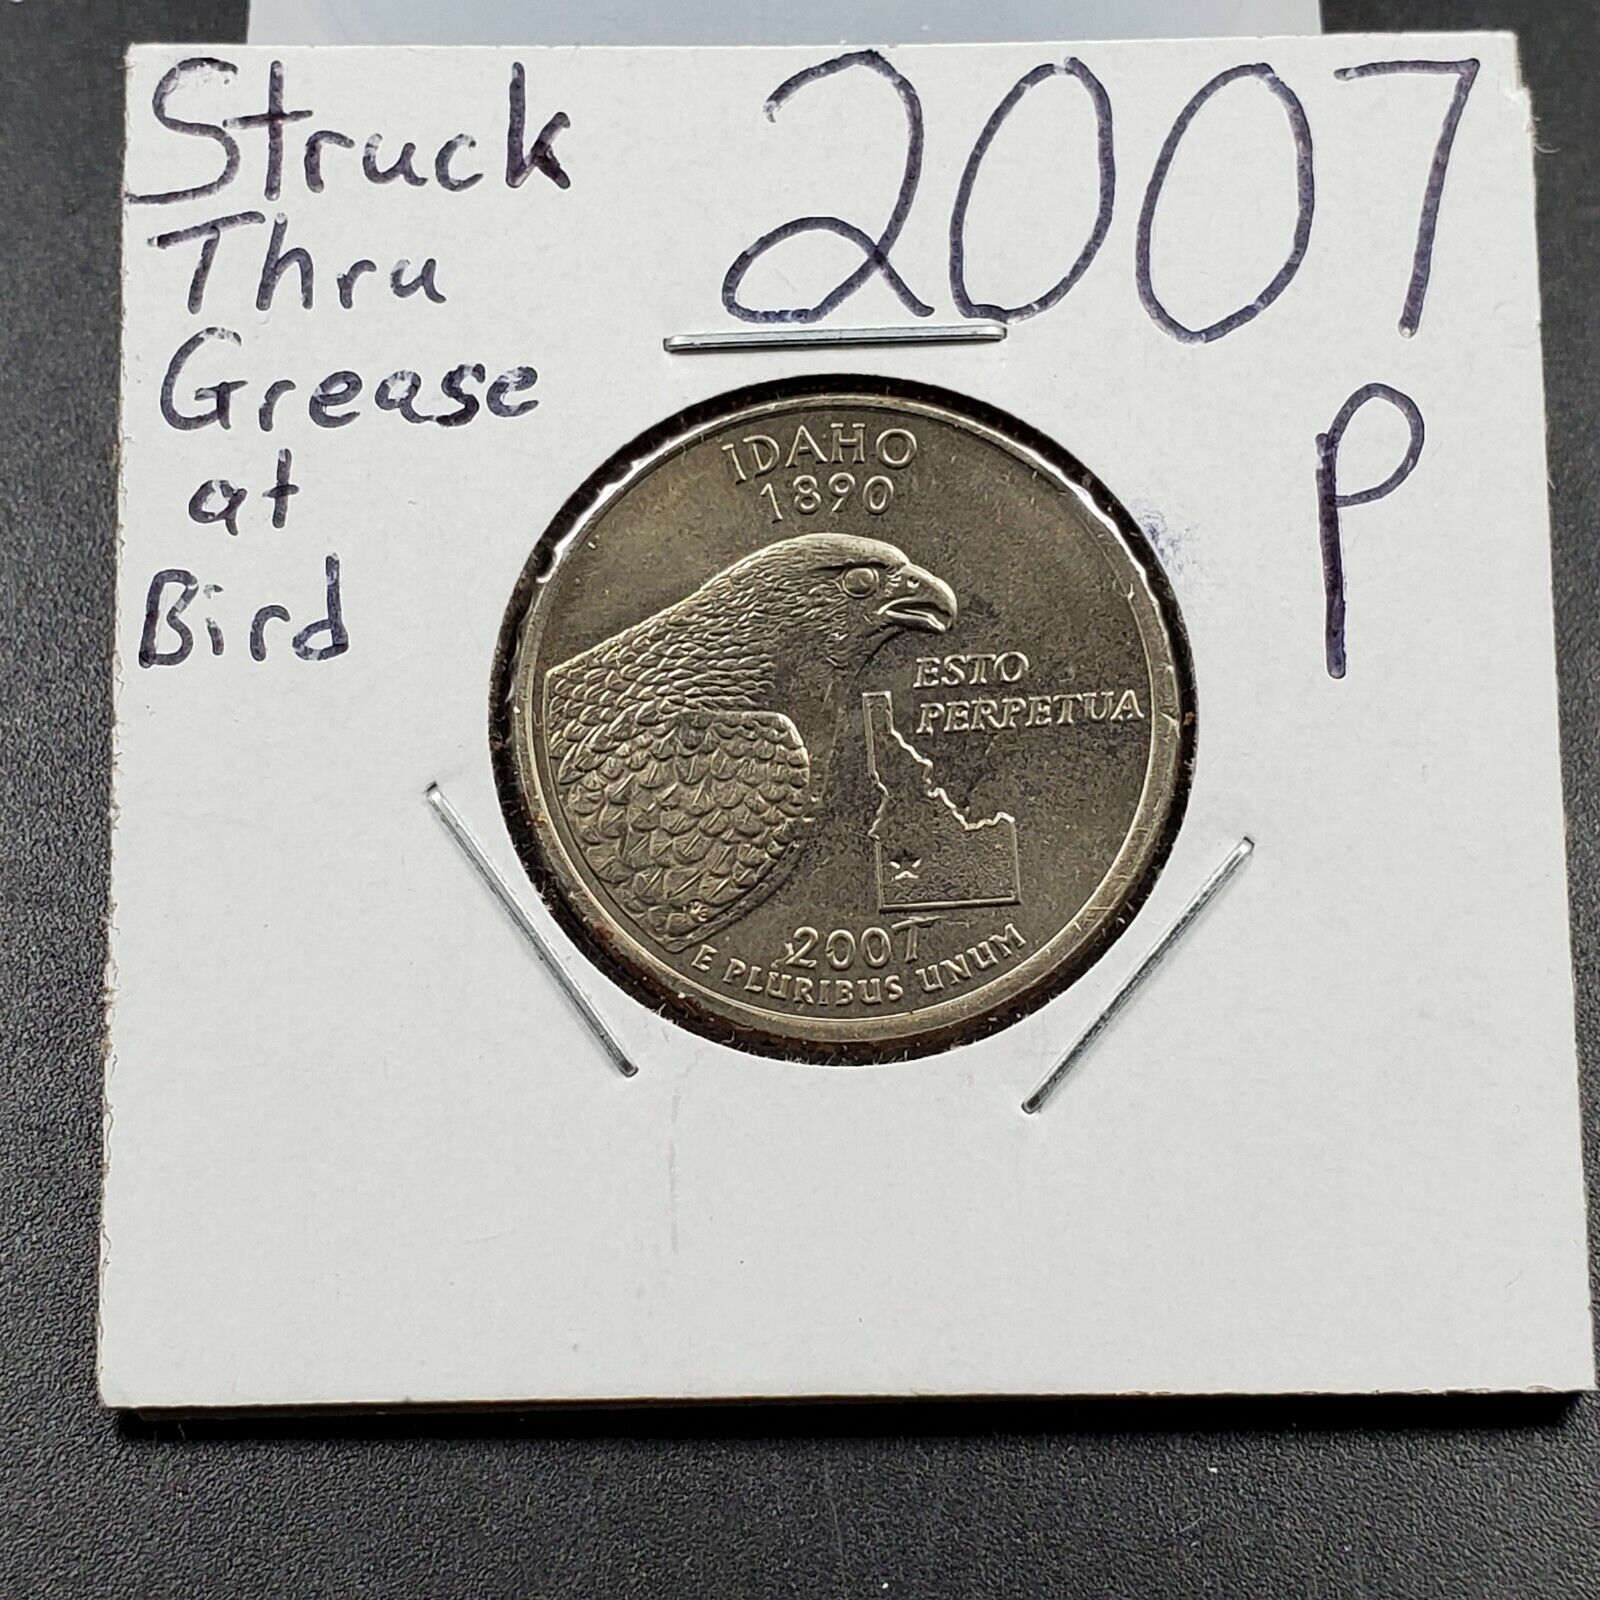 Struck
Thru
Grease
at
Bird
2007
P
IDAHO
1890
ESTO
PERPETUA
2007
E PLURIBUS UNUM